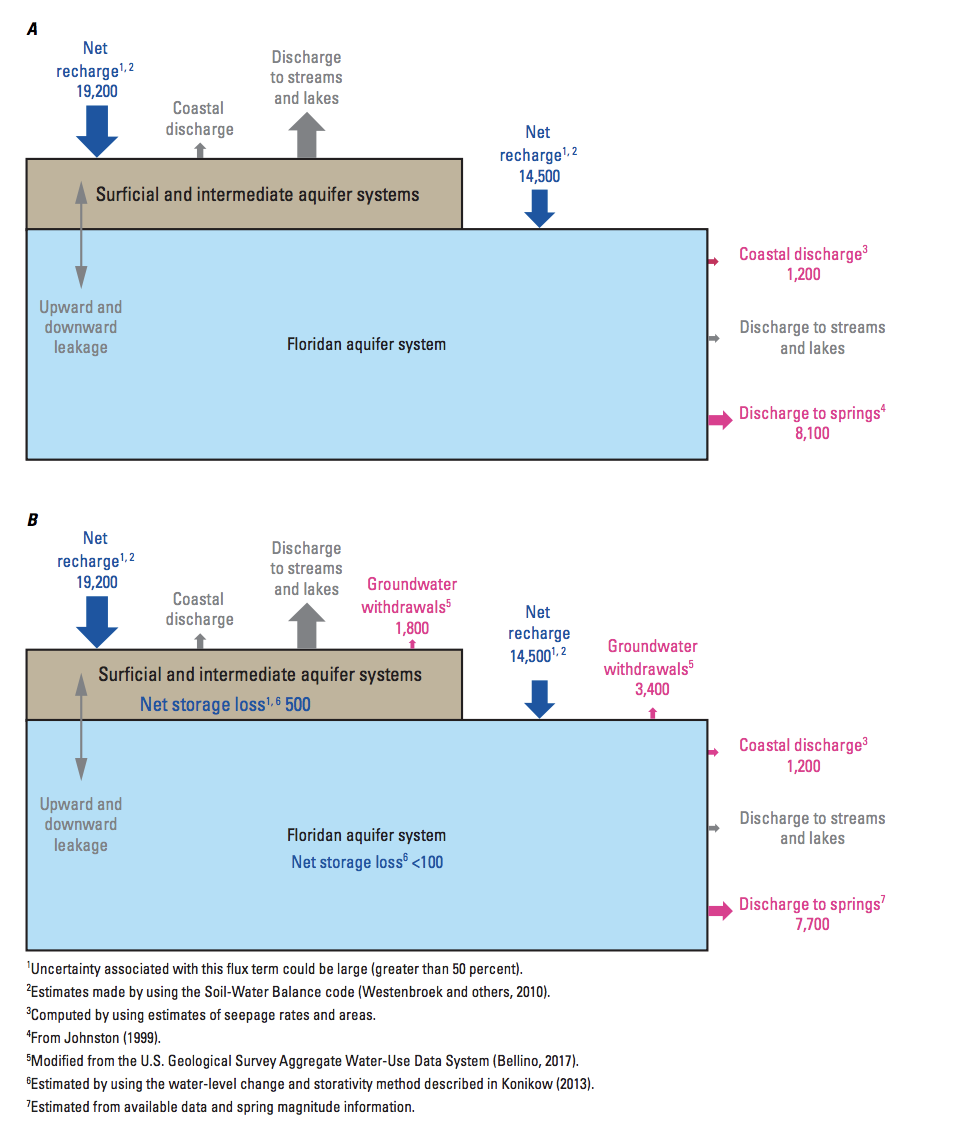 A
Net
recharge1, 2
19,200
Coastal
discharge
Discharge
to streams
and lakes
Net
recharge1, 2
14,500
Surficial and intermediate aquifer systems
Upward and
downward
leakage
Floridan aquifer system
Coastal discharge3
1,200
Discharge to streams
and lakes
Discharge to springs4
8,100
B
Net
recharge1, 2
19,200
Coastal
discharge
Discharge
to streams
and lakes
Groundwater
withdrawals5
1,800
Net
recharge
14,5001, 2
Groundwater
withdrawals5
3,400
Surficial and intermediate aquifer systems
Net storage loss1, 6 500
Upward and
downward
leakage
Floridan aquifer system
Net storage loss6 <100
Coastal discharge3
1,200
Discharge to streams
and lakes
Discharge to springs7
7,700
1Uncertainty associated with this flux term could be large (greater than 50 percent).
2Estimates made by using the Soil-Water Balance code (Westenbroek and others, 2010).
3Computed by using estimates of seepage rates and areas.
4From Johnston (1999).
5Modified from the U.S. Geological Survey Aggregate Water-Use Data System (Bellino, 2017).
6Estimated by using the water-level change and storativity method described in Konikow (2013).
7Estimated from available data and spring magnitude information.